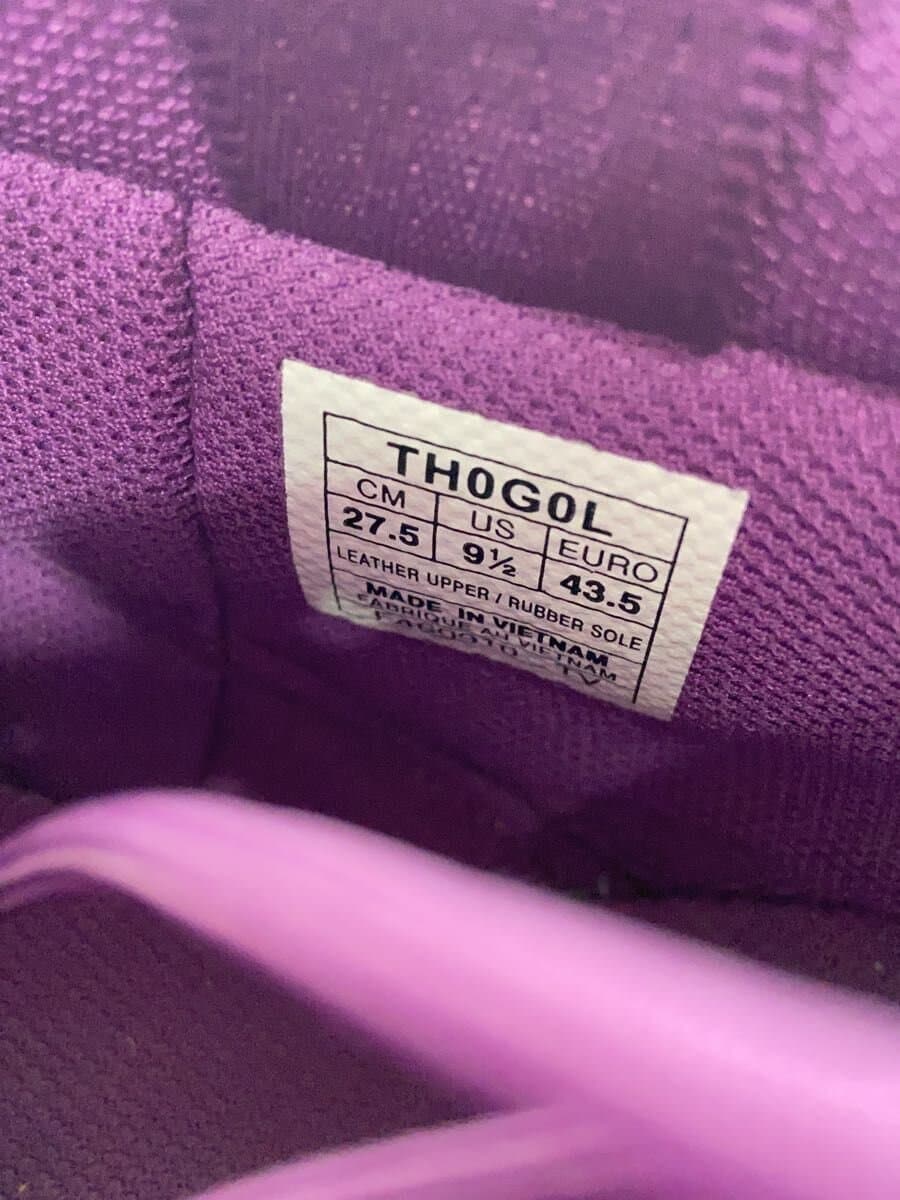 TH0G0L
CM US EURO
27.5 9½ 43.5
LEATHER UPPER / RUBBER SOLE
MADE IN VIETNAM
FABRIQUE AU VIETNAM